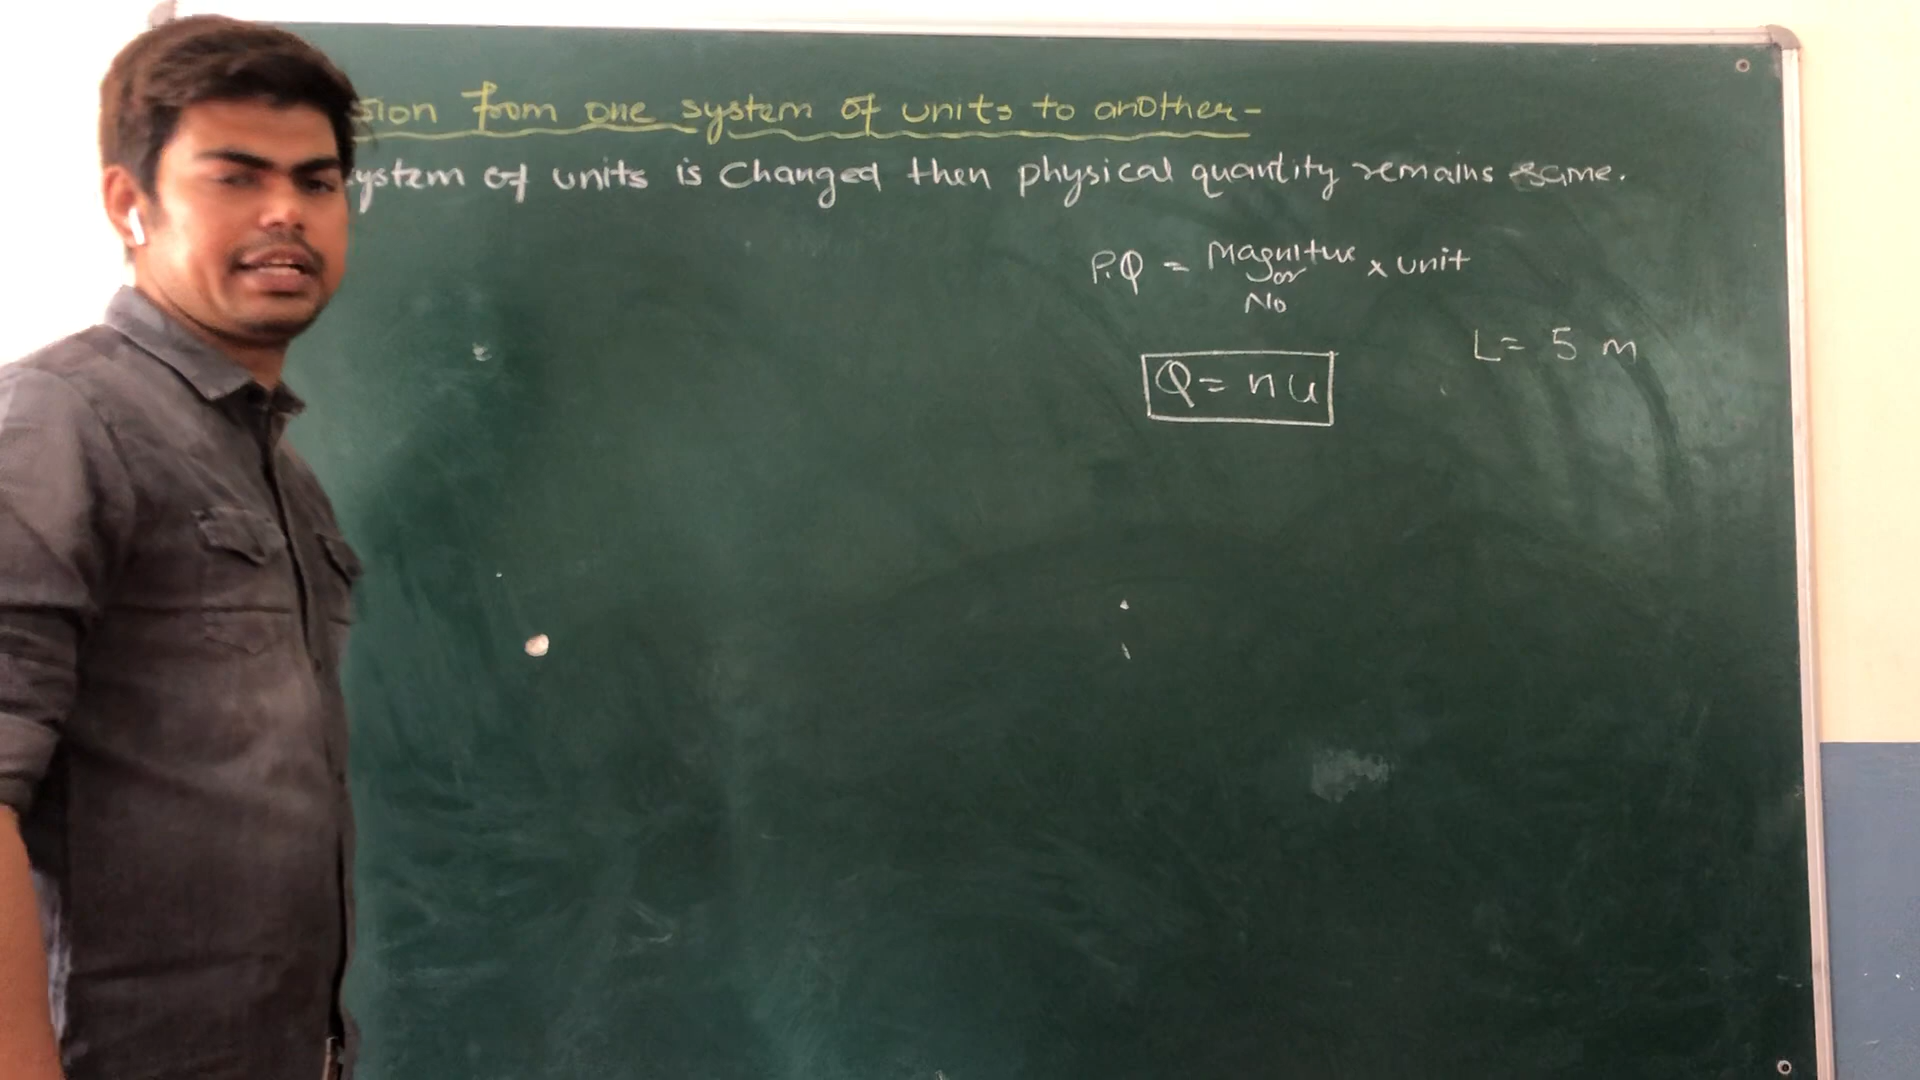 sion from one system of units to another-
ystem of units is changed then physical quantity remains same.
P.Q = Magnitue x unit
or
No
L= 5 m
Q= nu